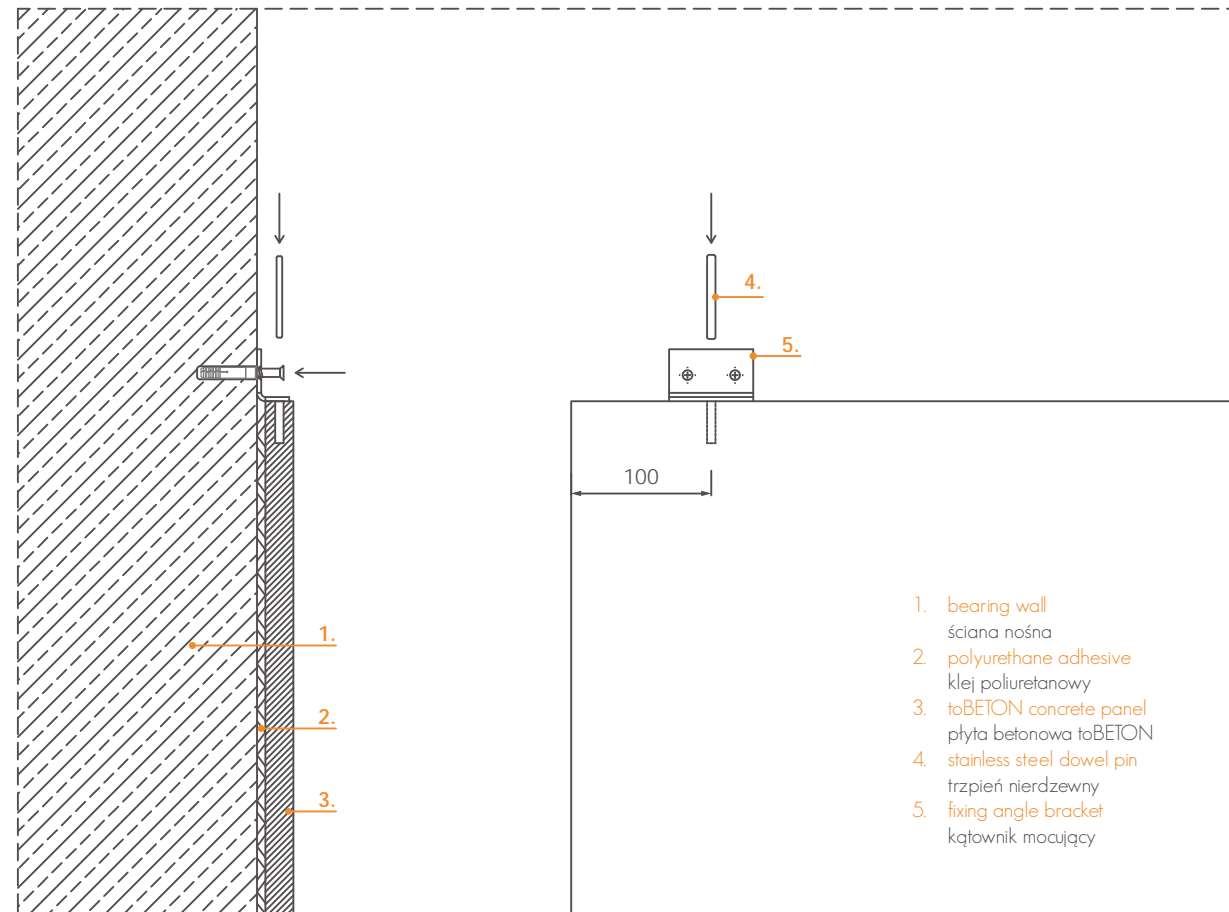 4.
5.
100
1.
2.
3.
1. bearing wall
ściana nośna
2. polyurethane adhesive
klej poliuretanowy
3. toBETON concrete panel
płyta betonowa toBETON
4. stainless steel dowel pin
trzpień nierdzewny
5. fixing angle bracket
kątownik mocujący